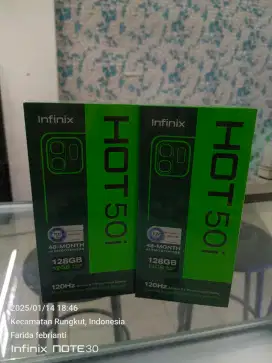 Infinix
HOT 50i
48-MONTH
128GB
120Hz
Infinix
HOT 50i
48-MONTH
128GB
120Hz
2025/01/14 18:46
Kecamatan Rungkut, Indonesia
Farida febrianti
Infinix NOTE30